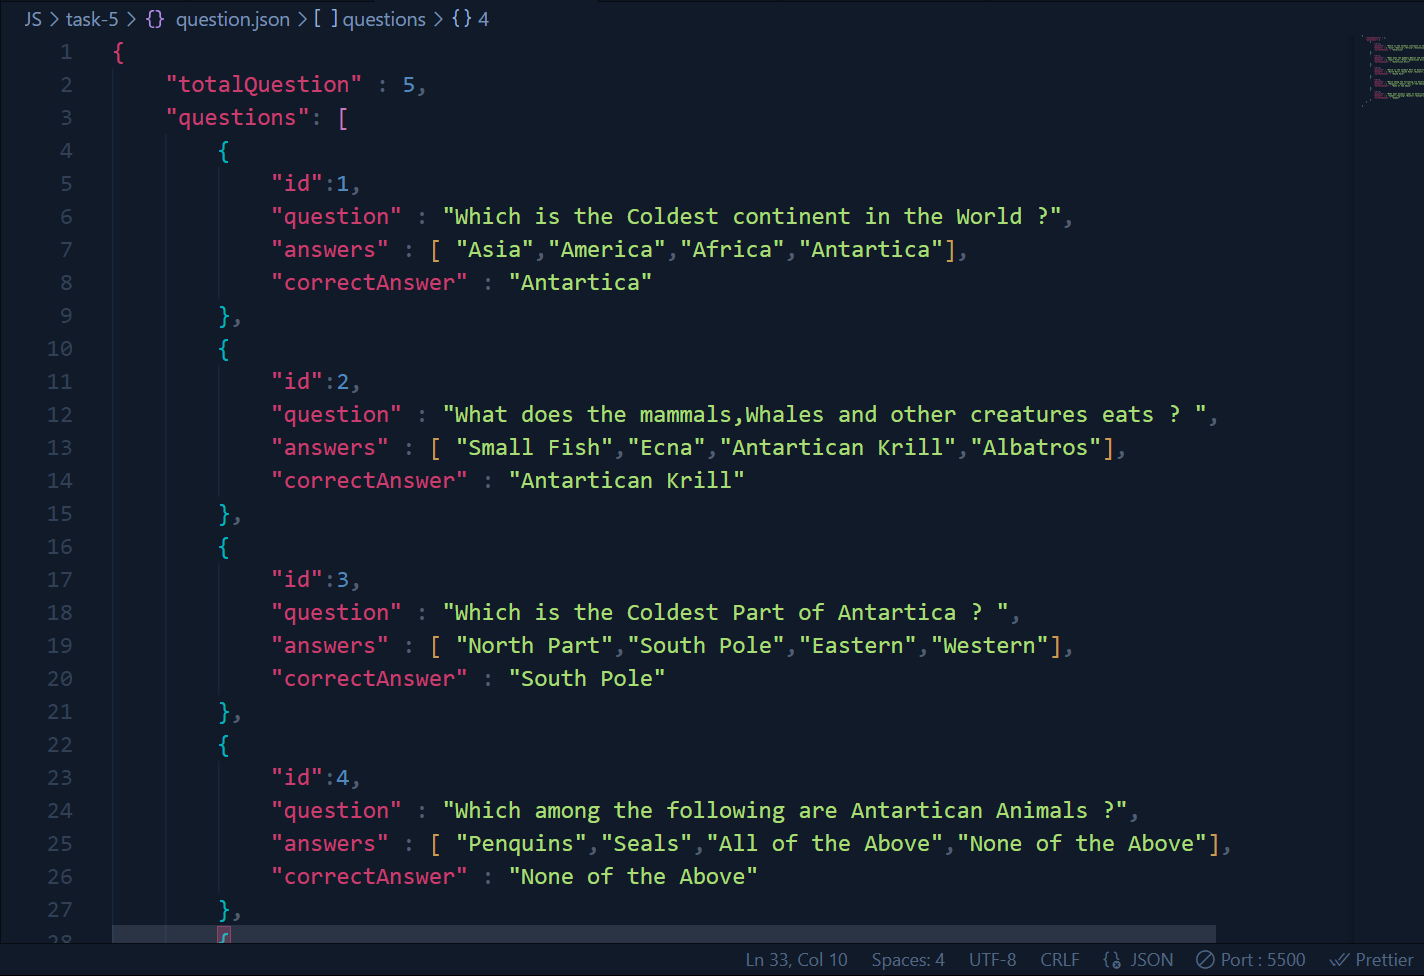 JS > task-5 > {} question.json > [ ] questions > {} 4
1 {
2 "totalQuestion" : 5,
3 "questions": [
4 {
5 "id":1,
6 "question" : "Which is the Coldest continent in the World ?",
7 "answers" : [ "Asia","America","Africa","Antartica"],
8 "correctAnswer" : "Antartica"
9 },
10 {
11 "id":2,
12 "question" : "What does the mammals,Whales and other creatures eats ? ",
13 "answers" : [ "Small Fish","Ecna","Antartican Krill","Albatros"],
14 "correctAnswer" : "Antartican Krill"
15 },
16 {
17 "id":3,
18 "question" : "Which is the Coldest Part of Antartica ? ",
19 "answers" : [ "North Part","South Pole","Eastern","Western"],
20 "correctAnswer" : "South Pole"
21 },
22 {
23 "id":4,
24 "question" : "Which among the following are Antartican Animals ?",
25 "answers" : [ "Penquins","Seals","All of the Above","None of the Above"],
26 "correctAnswer" : "None of the Above"
27 },
28 {
Ln 33, Col 10 Spaces: 4 UTF-8 CRLF {} JSON Port : 5500 Prettier